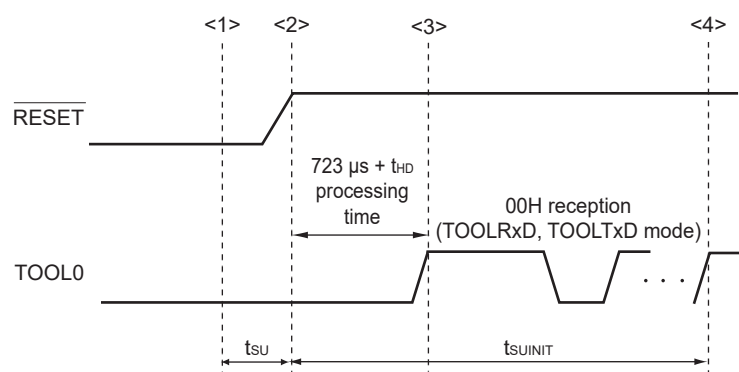 <1> <2> <3> <4>
RESET
723 µs + tHD
processing
time
00H reception
(TOOLRxD, TOOLTxD mode)
TOOL0
. . .
tSU
tSUINIT